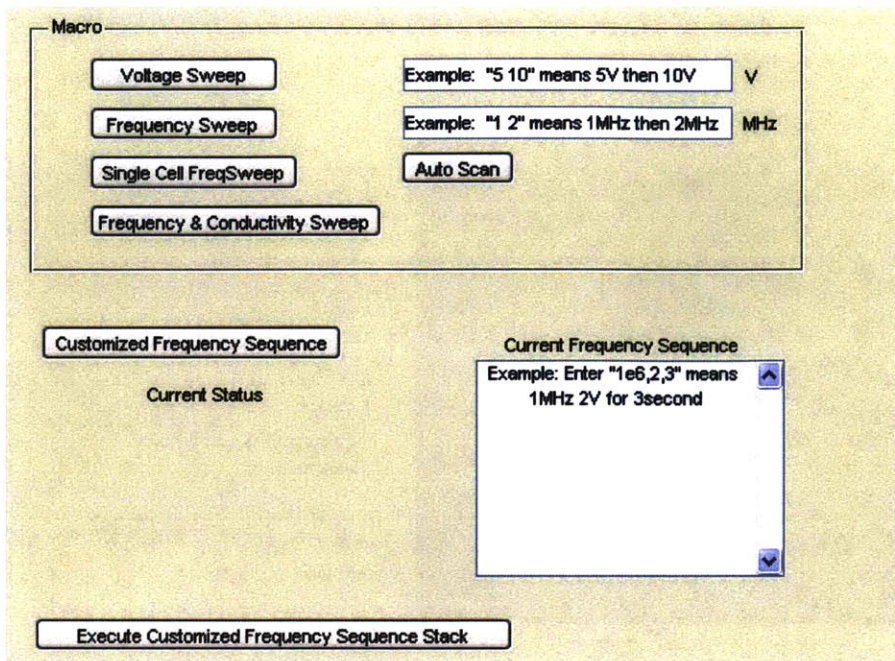 Macro
Voltage Sweep
Example: "5 10" means 5V then 10V
V
Frequency Sweep
Example: "1 2" means 1MHz then 2MHz
MHz
Single Cell FreqSweep
Auto Scan
Frequency & Conductivity Sweep
Customized Frequency Sequence
Current Status
Current Frequency Sequence
Example: Enter "1e6,2,3" means
1MHz 2V for 3second
Execute Customized Frequency Sequence Stack